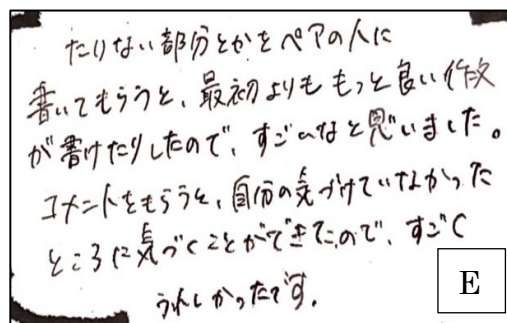 たりない部分とかをペアの人に
書いてもらうと、最初よりももっと良い作文
が書けたりしたので、すごいなと思いました。
コメントをもらうと、自分の気づけていなかった
ところに気づくことができたので、すごく
うれしかったです。
E